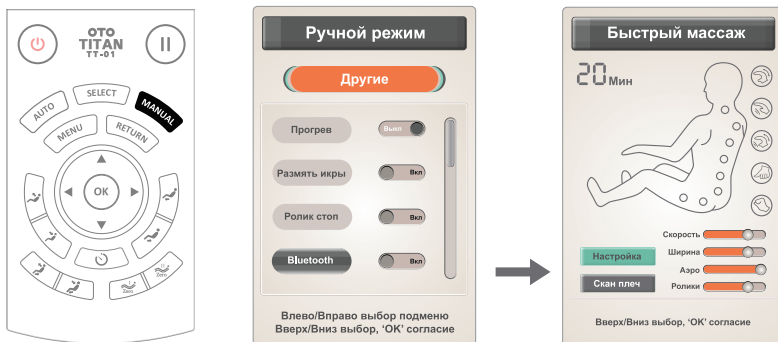 OTO
TITAN
TT-01
AUTO
SELECT
MANUAL
MENU
RETURN
OK
Zero
Zero
Ручной режим
Другие
Прогрев
Выкл
Размять икры
Вкл
Ролик стоп
Вкл
Bluetooth
Вкл
Влево/Вправо выбор подменю
Вверх/Вниз выбор, ‘OK’ согласие
Быстрый массаж
20 Мин
Скорость
Ширина
Аэро
Ролики
Настройка
Скан плеч
Вверх/Вниз выбор, ‘OK’ согласие